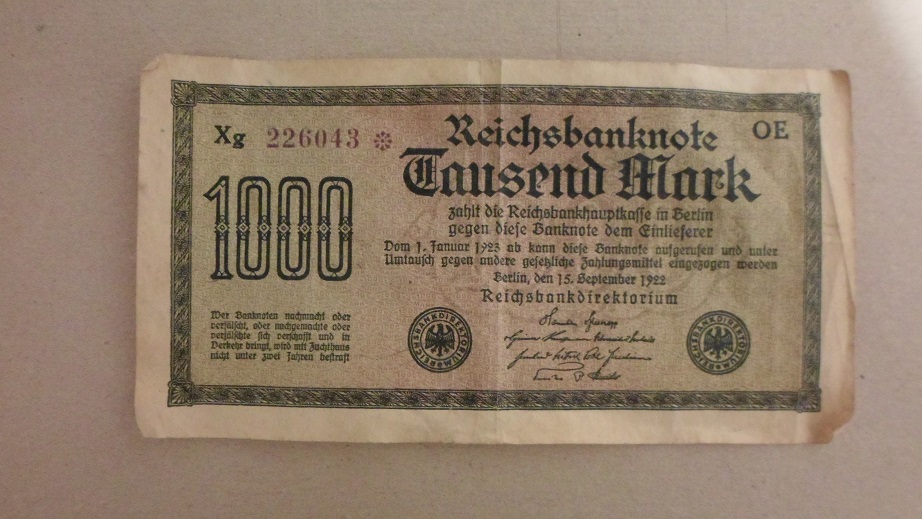 Xg 226043 ※
OE
Reichsbanknote
Tausend Mark
1000
zahlt die Reichsbankhauptkasse in Berlin
gegen diese Banknote dem Einlieferer
Dom 1. Januar 1923 ab kann diese Banknote aufgerufen und unter
Umtausch gegen andere gesetzliche Zahlungsmittel eingezogen werden
Berlin, den 15. September 1922
Reichsbankdirektorium
Wer Banknoten nachmacht oder
verfälscht, oder nachgemachte oder
verfälschte sich verschafft und in
Verkehr bringt, wird mit Zuchthaus
nicht unter zwei Jahren bestraft
REICHSBANKDIREKTORIUM
REICHSBANKDIREKTORIUM